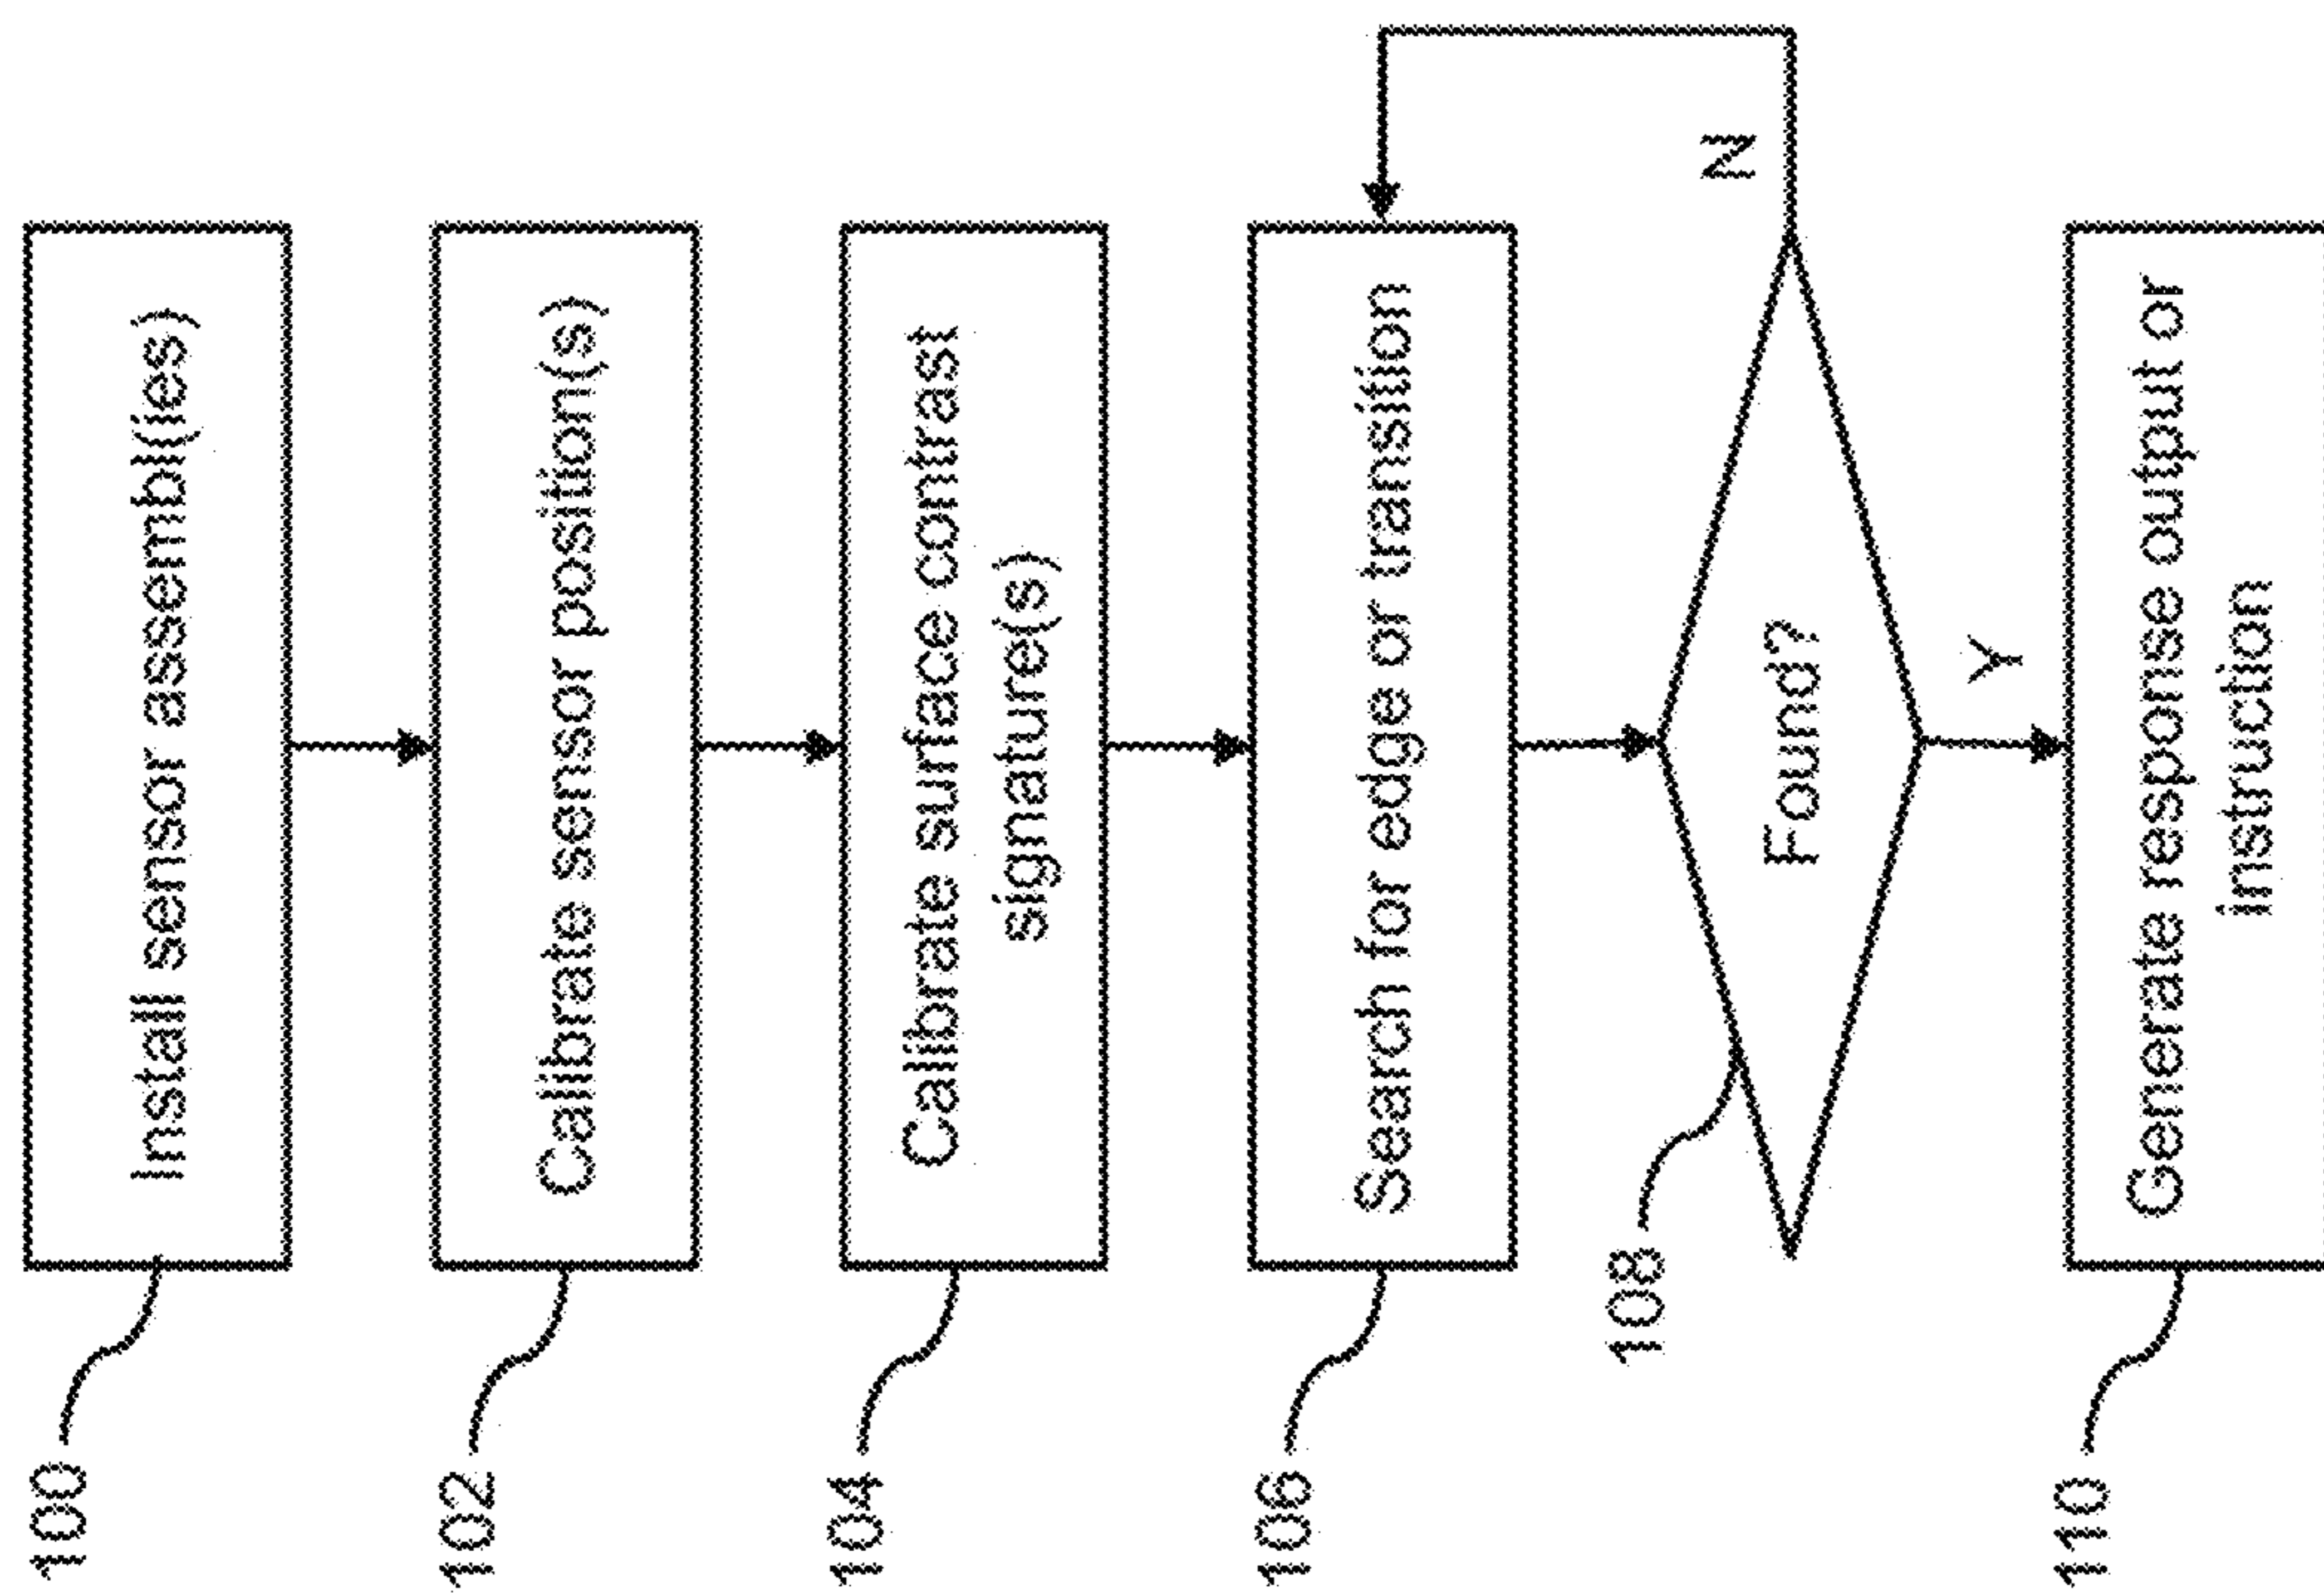 100
Install sensor assembl(ies)
102
Calibrate sensor position(s)
104
Calibrate surface contrast
signature(s)
106
Search for edge or transition
108
Found?
N
Y
110
Generate response output or
instruction